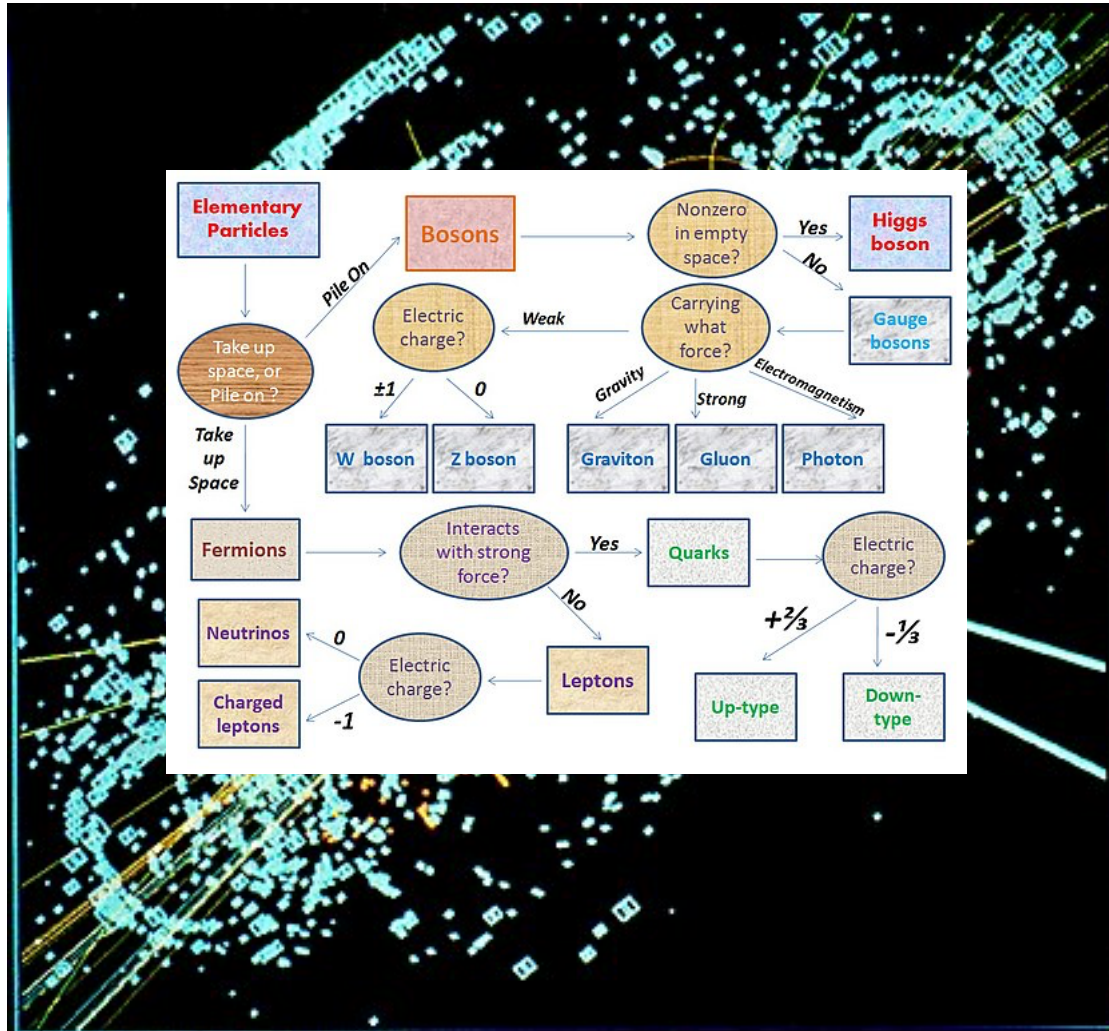 Elementary
Particles
Bosons
Nonzero
in empty
space?
Yes
Higgs
boson
No
Pile On
Electric
charge?
Weak
Carrying
what
force?
Gauge
bosons
Take up
space, or
Pile on ?
±1
0
Gravity
Strong
Electromagnetism
Take
up
Space
W boson
Z boson
Graviton
Gluon
Photon
Fermions
Interacts
with strong
force?
Yes
Quarks
Electric
charge?
No
+⅔
-⅓
Neutrinos
0
Electric
charge?
Leptons
Charged
leptons
-1
Up-type
Down-
type